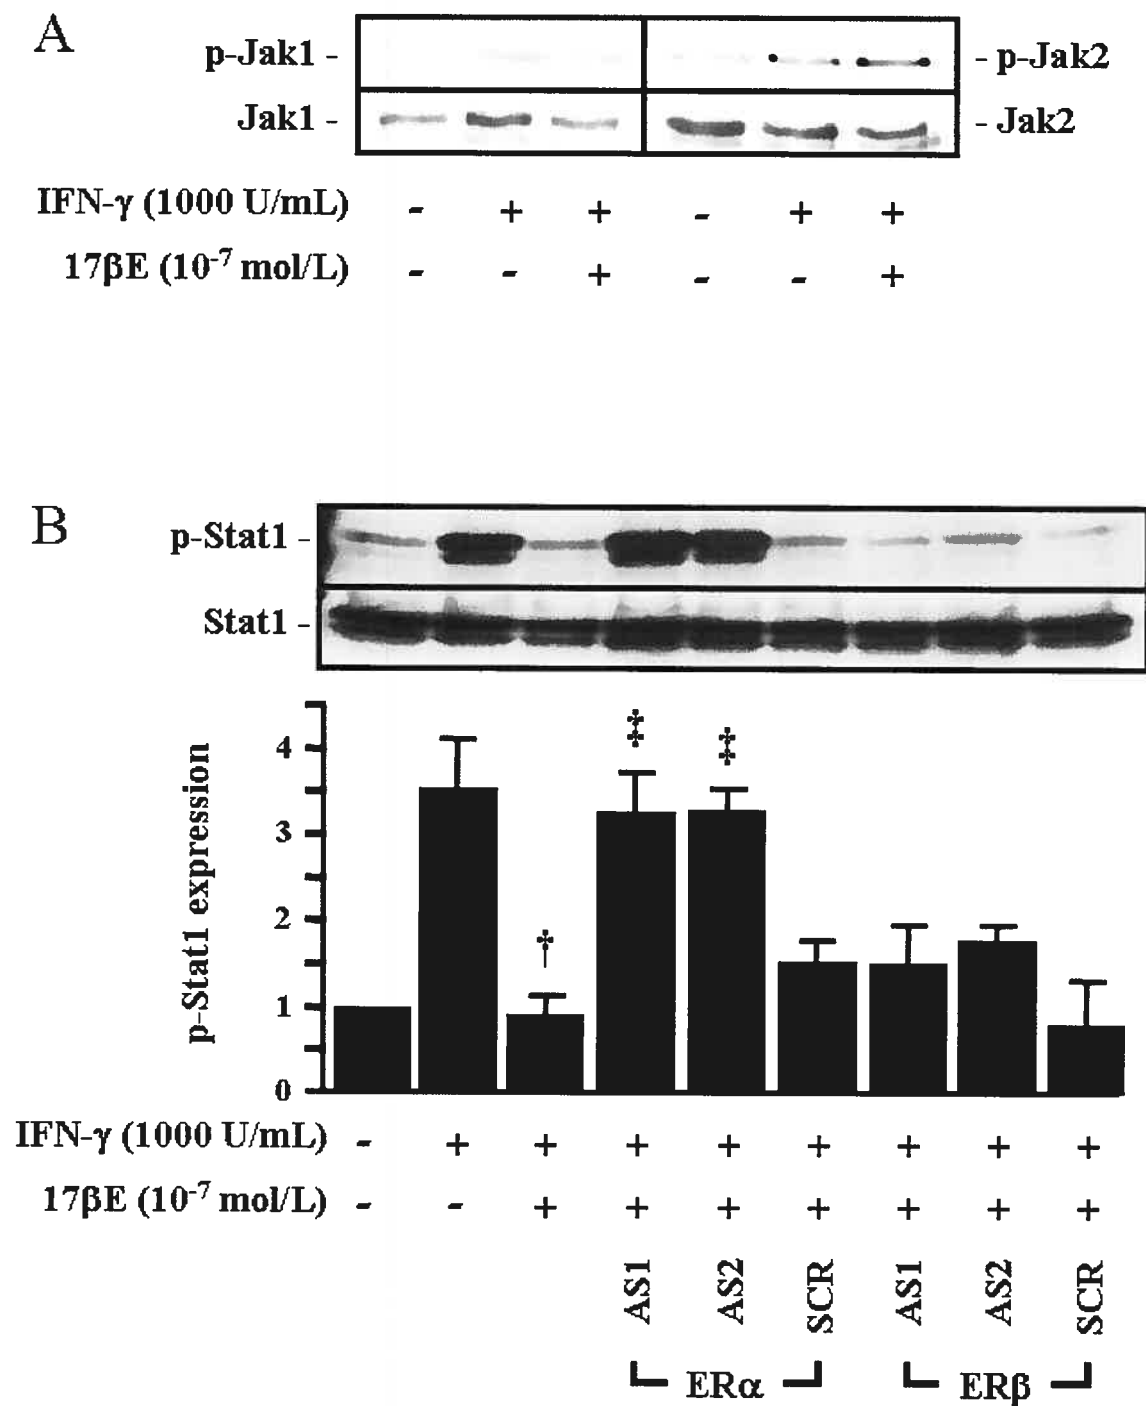 A
p-Jak1 - - p-Jak2
Jak1 - - Jak2
IFN-γ (1000 U/mL) - + + - + +
17βE (10⁻⁷ mol/L) - - + - - +
B
p-Stat1 -
Stat1 -
p-Stat1 expression
4
3
2
1
0
‡ ‡
†
IFN-γ (1000 U/mL) - + + + + + + + +
17βE (10⁻⁷ mol/L) - - + + + + + + +
AS1 AS2 SCR AS1 AS2 SCR
ERα ERβ